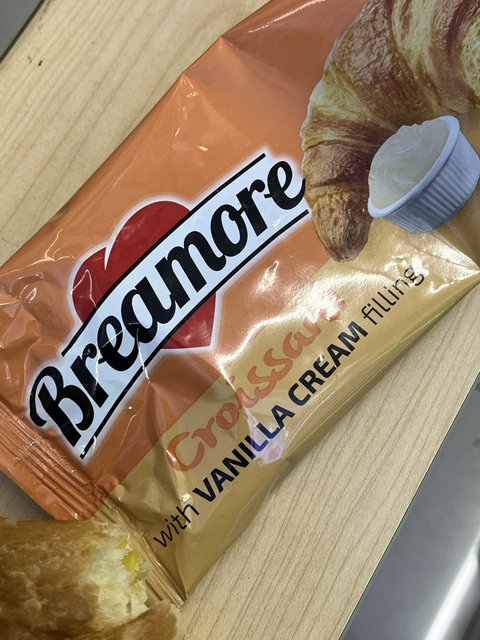 Breamore
Croissant
with VANILLA CREAM filling